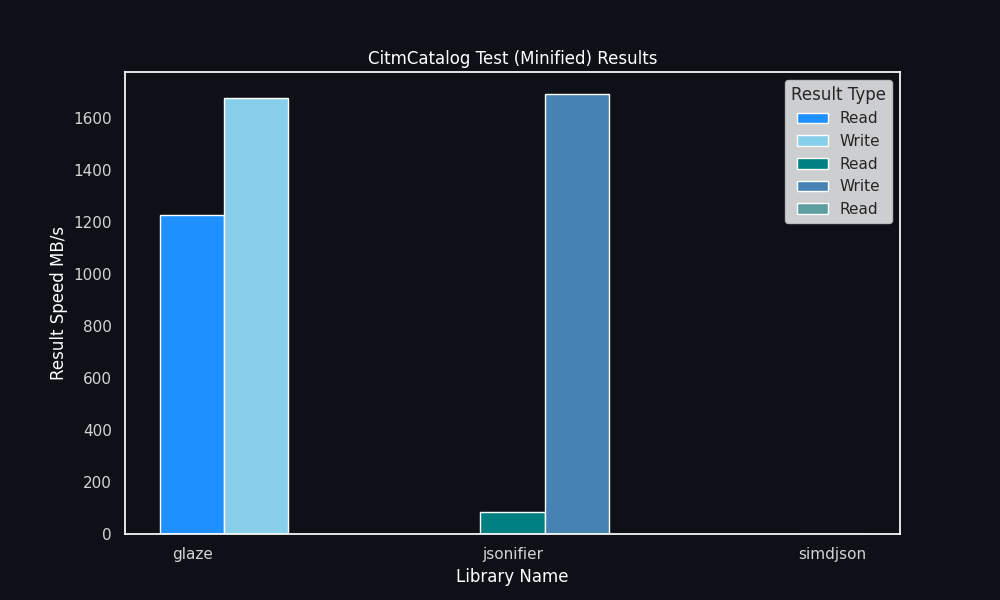 CitmCatalog Test (Minified) Results
Result Type
Read
Write
Read
Write
Read
Result Speed MB/s
1600
1400
1200
1000
800
600
400
200
0
glaze
jsonifier
simdjson
Library Name